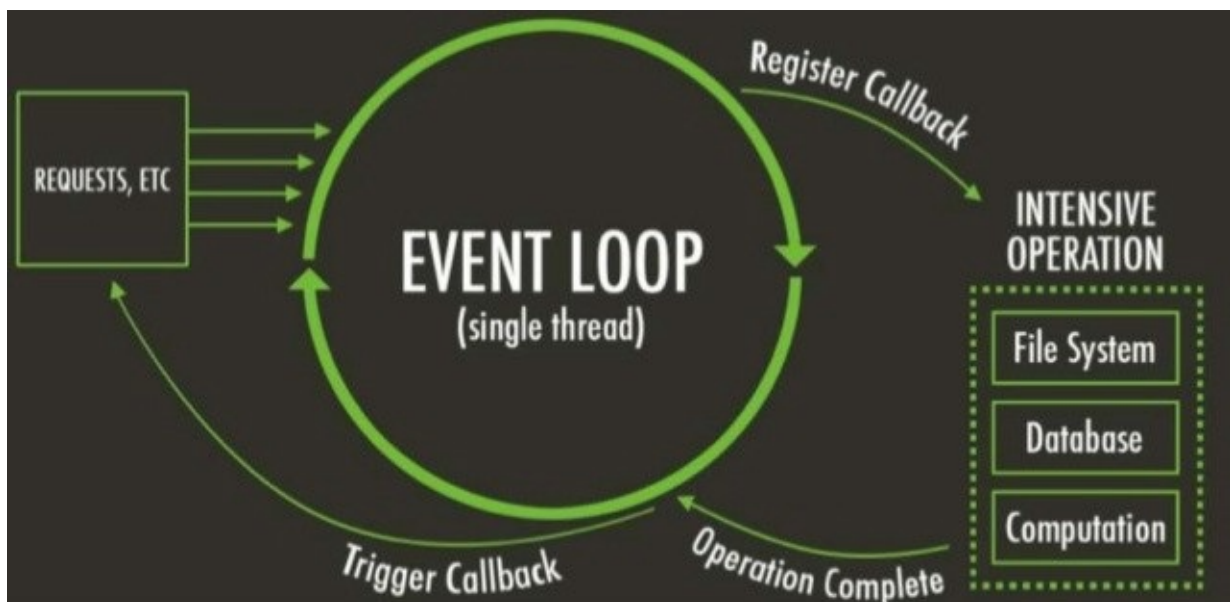 REQUESTS, ETC
EVENT LOOP
(single thread)
Register Callback
INTENSIVE
OPERATION
File System
Database
Computation
Operation Complete
Trigger Callback